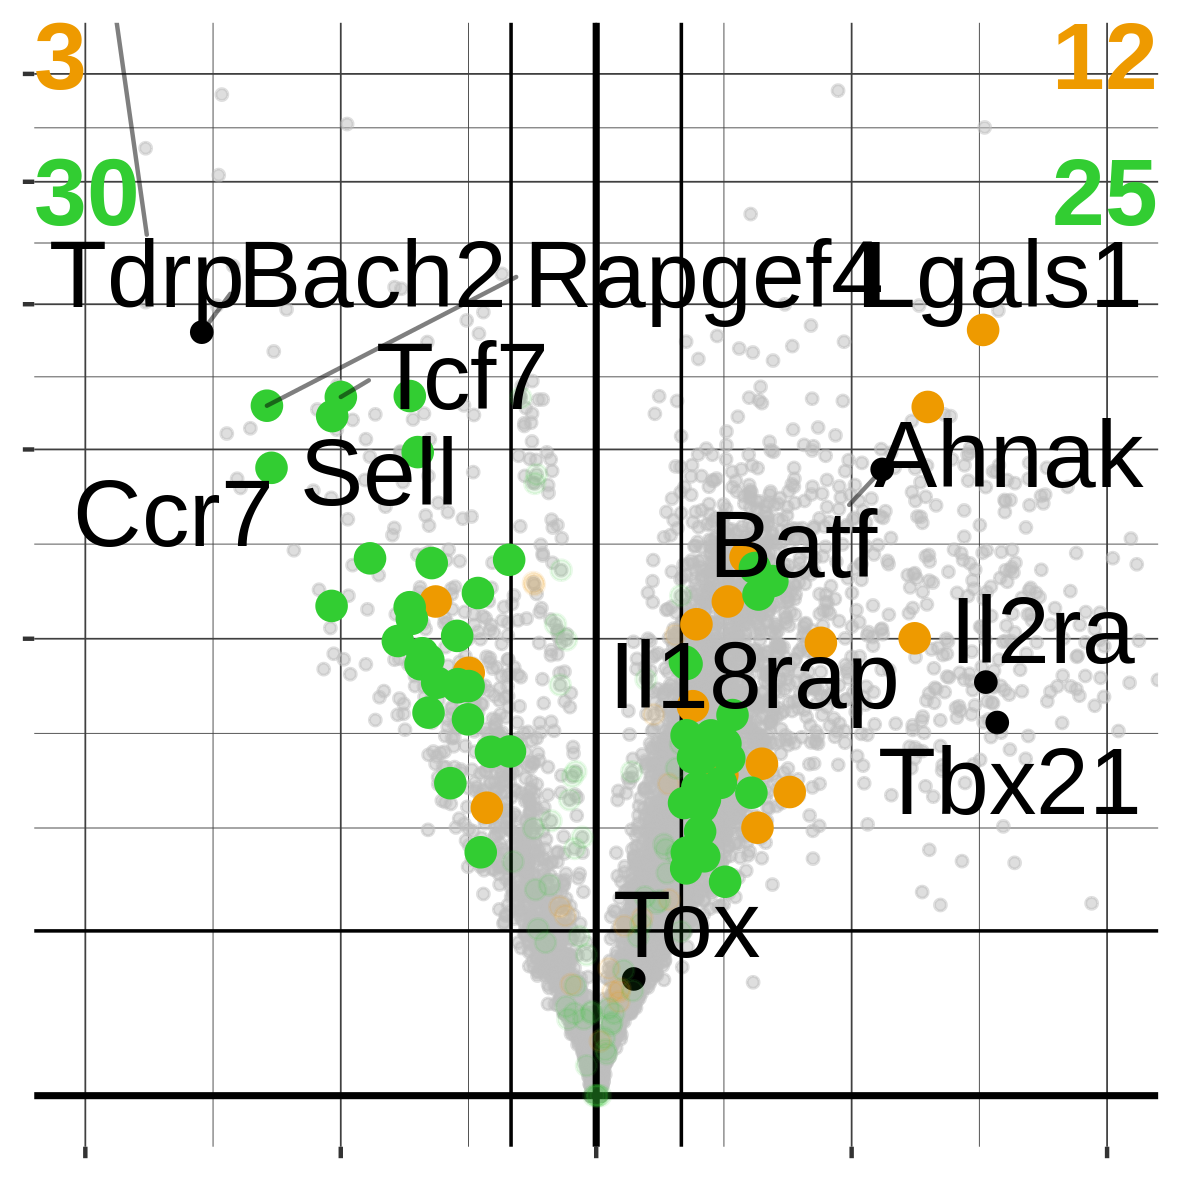 3 12
30 25
Tdrp Bach2 Rapgef4 Lgals1
Tcf7
Ahnak
Sell
Ccr7
Batf
Il2ra
Il18rap
Tbx21
Tox